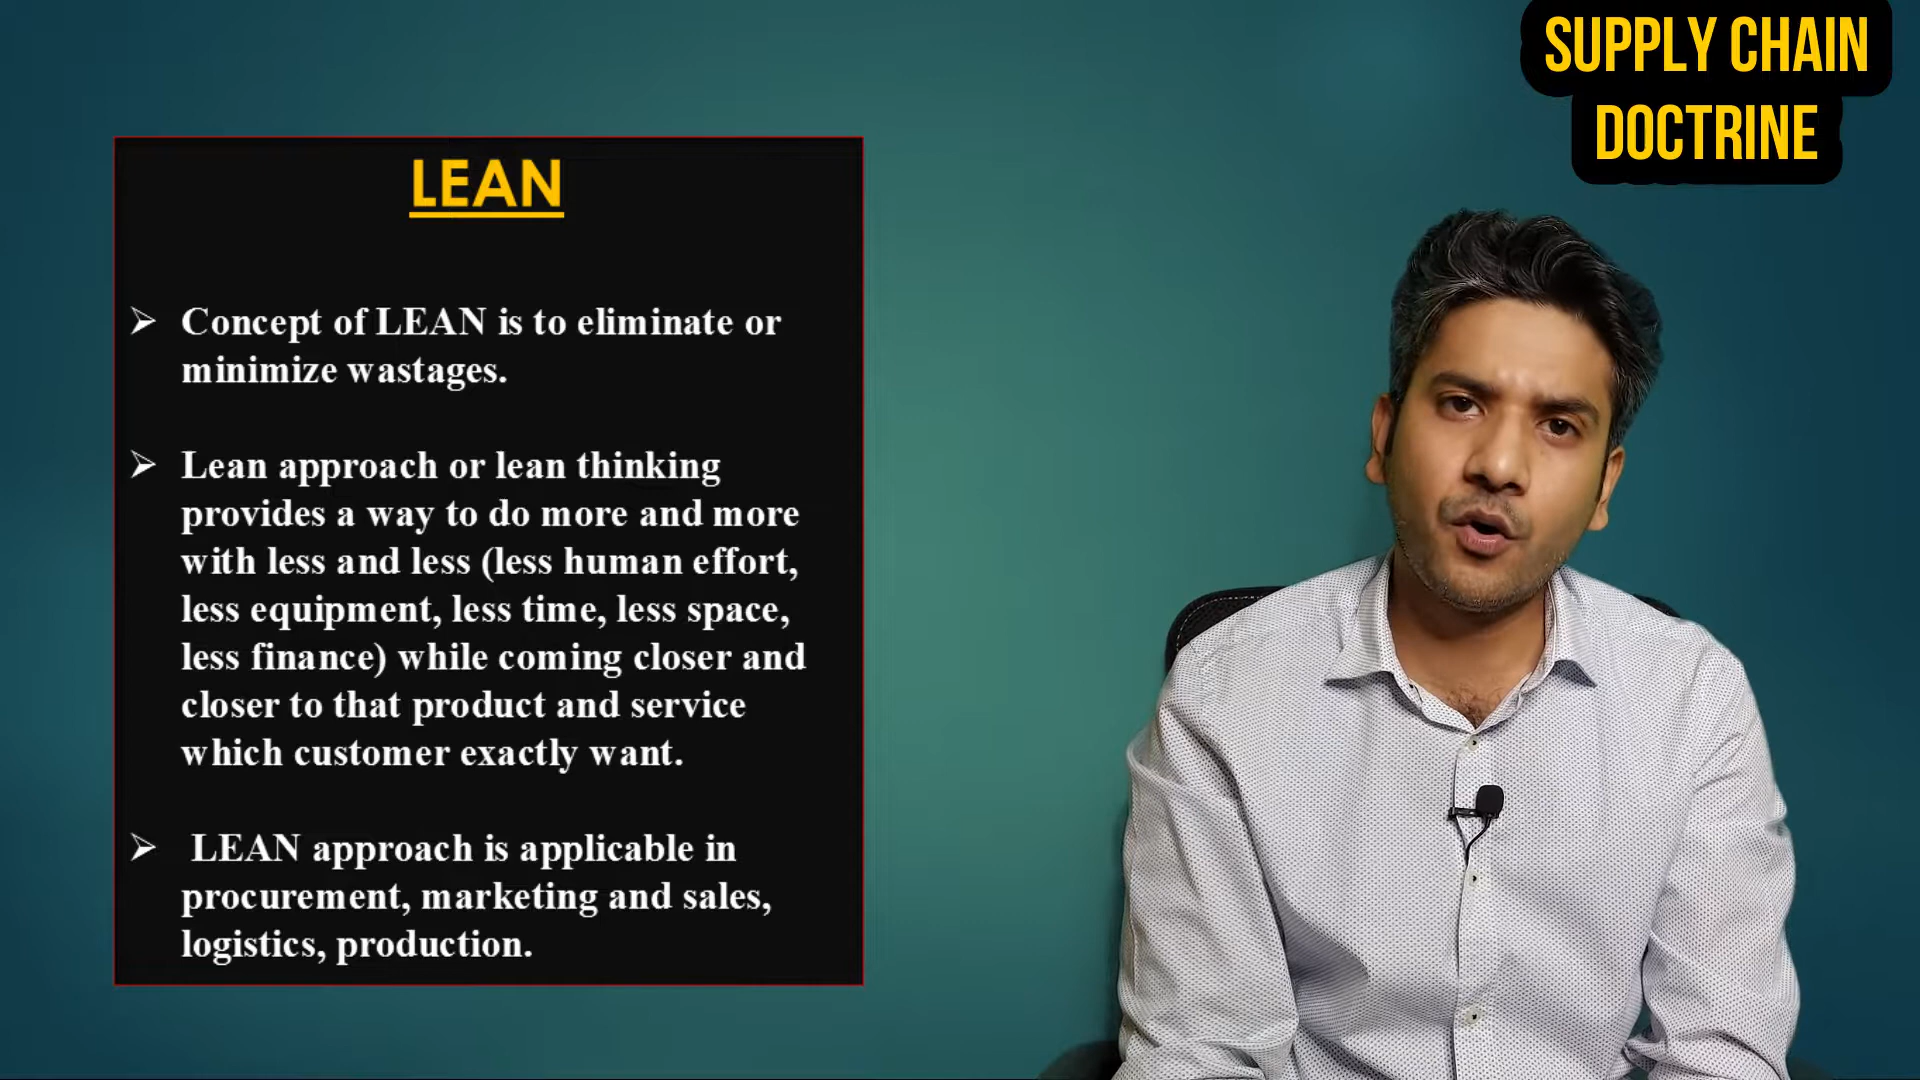 SUPPLY CHAIN
DOCTRINE
LEAN
➢ Concept of LEAN is to eliminate or
minimize wastages.
➢ Lean approach or lean thinking
provides a way to do more and more
with less and less (less human effort,
less equipment, less time, less space,
less finance) while coming closer and
closer to that product and service
which customer exactly want.
➢ LEAN approach is applicable in
procurement, marketing and sales,
logistics, production.